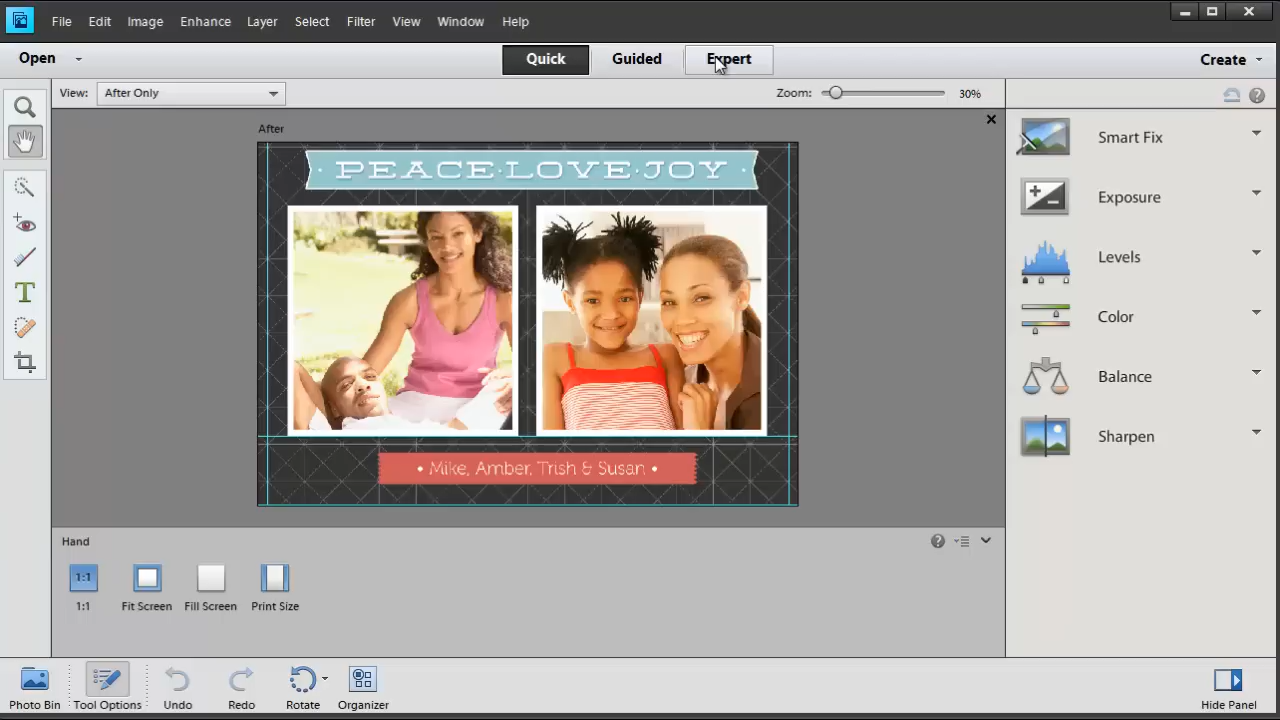 File Edit Image Enhance Layer Select Filter View Window Help
Open Quick Guided Expert Create
View: After Only Zoom: 30%
After
PEACE·LOVE·JOY
• Mike, Amber, Trish & Susan •
Smart Fix
Exposure
Levels
Color
Balance
Sharpen
Hand
1:1
1:1 Fit Screen Fill Screen Print Size
Photo Bin Tool Options Undo Redo Rotate Organizer Hide Panel